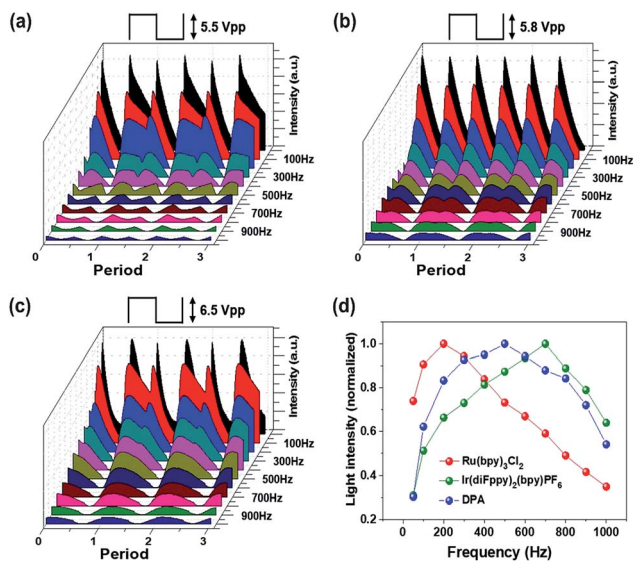 (a)
5.5 Vpp
Intensity (a.u.)
100Hz
300Hz
500Hz
700Hz
900Hz
0
1
2
3
Period
(b)
5.8 Vpp
Intensity (a.u.)
100Hz
300Hz
500Hz
700Hz
900Hz
0
1
2
3
Period
(c)
6.5 Vpp
Intensity (a.u.)
100Hz
300Hz
500Hz
700Hz
900Hz
0
1
2
3
Period
(d)
Light intensity (normalized)
1.0
0.8
0.6
0.4
0.2
Ru(bpy)₃Cl₂
Ir(diFppy)₂(bpy)PF₆
DPA
0 200 400 600 800 1000
Frequency (Hz)